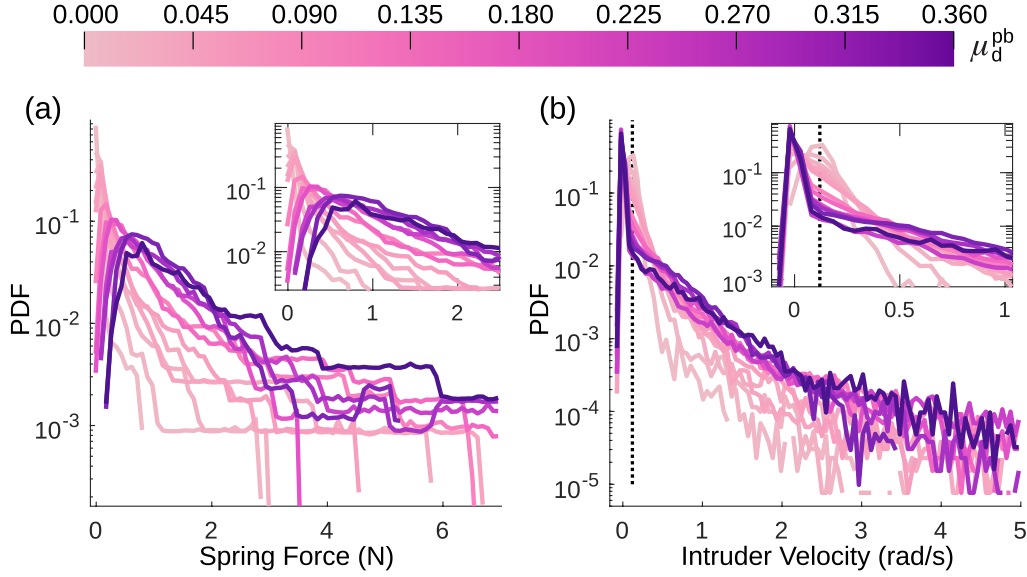 0.000 0.045 0.090 0.135 0.180 0.225 0.270 0.315 0.360
μ_d^pb
(a)
PDF
10^-1
10^-2
10^-3
0 2 4 6
Spring Force (N)
10^-1
10^-2
0 1 2
(b)
PDF
10^-1
10^-2
10^-3
10^-4
10^-5
0 1 2 3 4 5
Intruder Velocity (rad/s)
10^-1
10^-2
10^-3
0 0.5 1